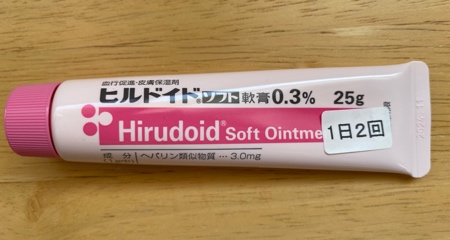 血行促進・皮膚保湿剤
ヒルドイド®ソフト軟膏0.3% 25g
Hirudoid® Soft Ointme
1日2回
成分
ヘパリン類似物質…3.0mg